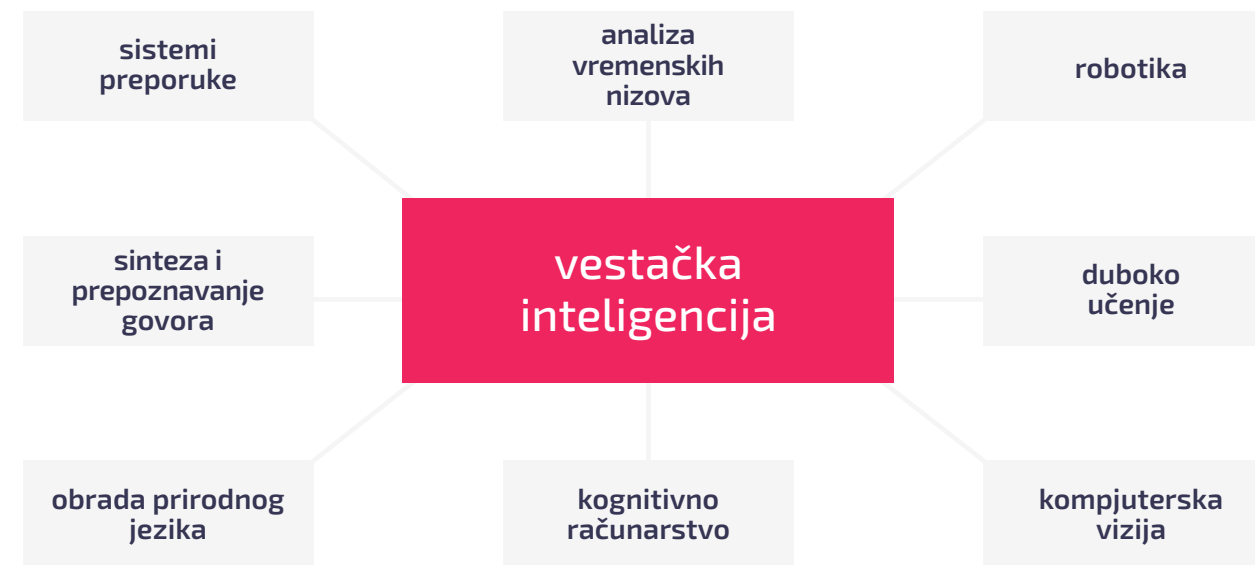 sistemi
preporuke
analiza
vremenskih
nizova
robotika
sinteza i
prepoznavanje
govora
vestačka
inteligencija
duboko
učenje
obrada prirodnog
jezika
kognitivno
računarstvo
kompjuterska
vizija